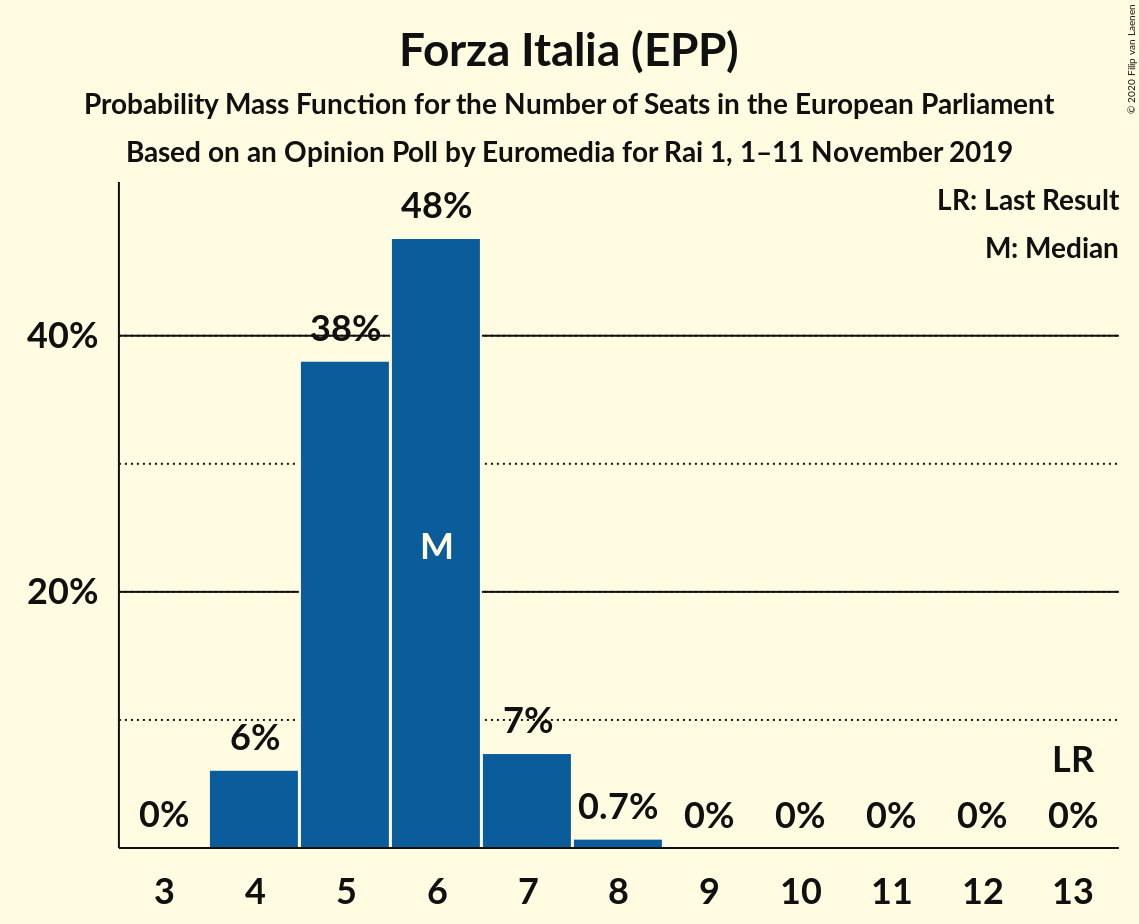 Forza Italia (EPP)
Probability Mass Function for the Number of Seats in the European Parliament
Based on an Opinion Poll by Euromedia for Rai 1, 1–11 November 2019
© 2020 Filip van Laenen
LR: Last Result
M: Median
48%
40%
38%
M
20%
6%
7%
LR
0%
0.7%
0%
0%
0%
0%
0%
3 4 5 6 7 8 9 10 11 12 13